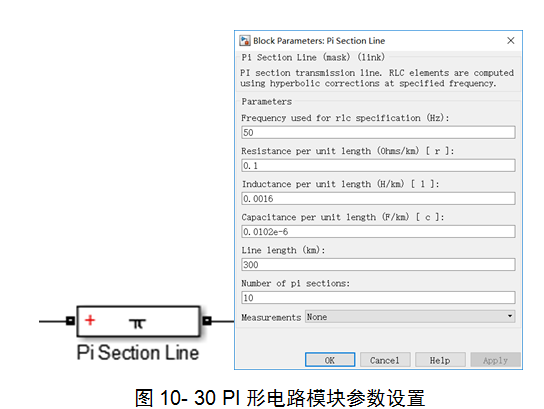 Block Parameters: Pi Section Line
Pi Section Line (mask) (link)
PI section transmission line. RLC elements are computed
using hyperbolic corrections at specified frequency.
Parameters
Frequency used for rlc specification (Hz):
50
Resistance per unit length (Ohms/km) [ r ]:
0.1
Inductance per unit length (H/km) [ l ]:
0.0016
Capacitance per unit length (F/km) [ c ]:
0.0102e-6
Line length (km):
300
Number of pi sections:
10
Measurements None
OK Cancel Help Apply
+ π
Pi Section Line
图 10- 30 PI 形电路模块参数设置